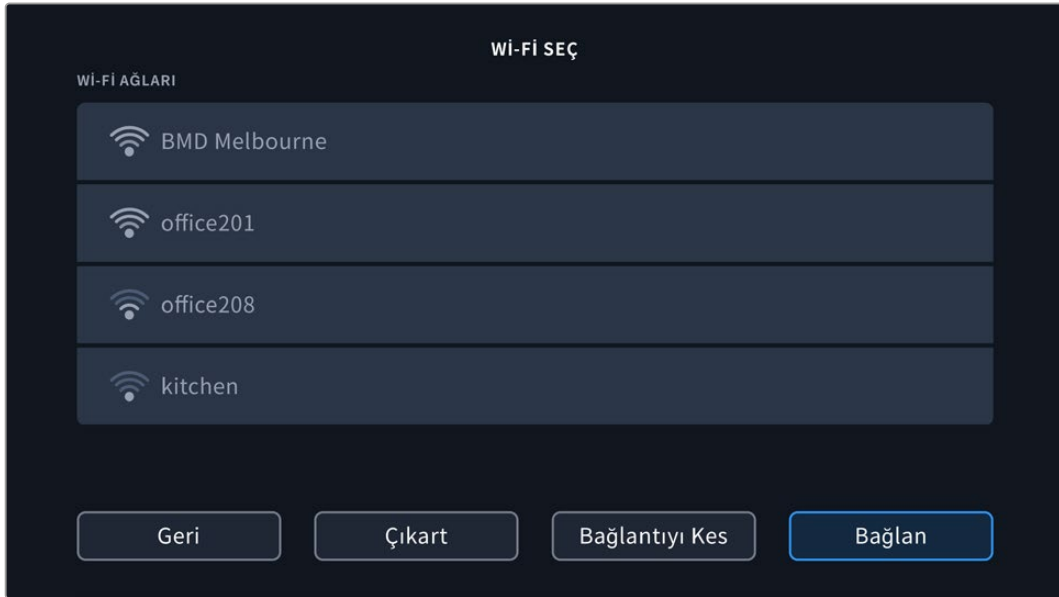 Wİ-Fİ SEÇ
Wİ-Fİ AĞLARI
BMD Melbourne
office201
office208
kitchen
Geri Çıkart Bağlantıyı Kes Bağlan